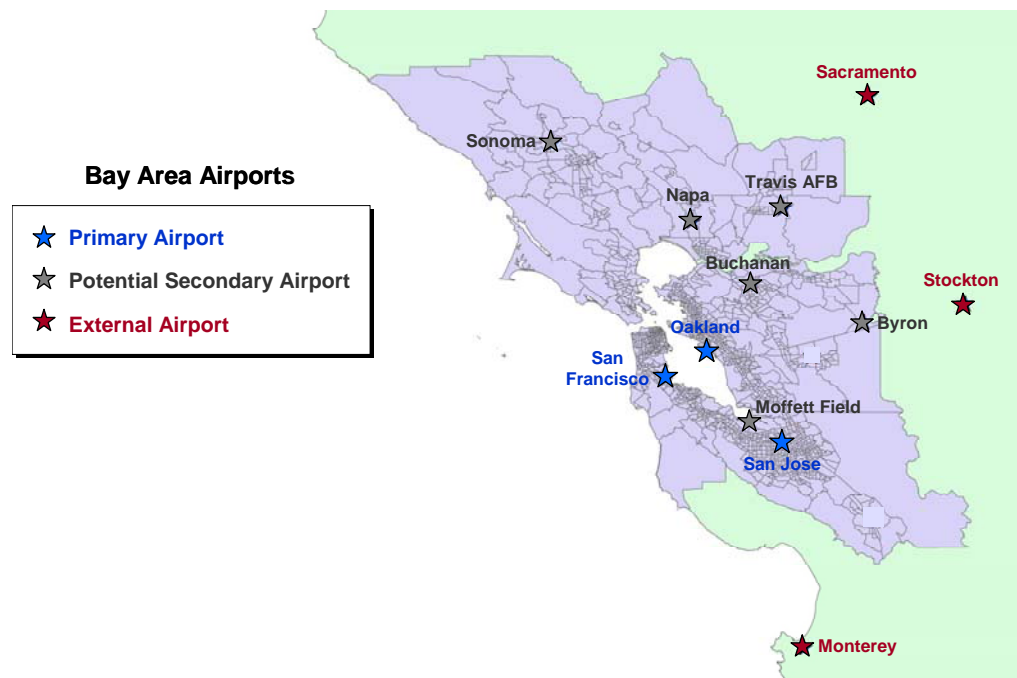 Bay Area Airports
Primary Airport
Potential Secondary Airport
External Airport
Sacramento
Sonoma
Travis AFB
Napa
Buchanan
Stockton
Oakland
Byron
San
Francisco
Moffett Field
San Jose
Monterey